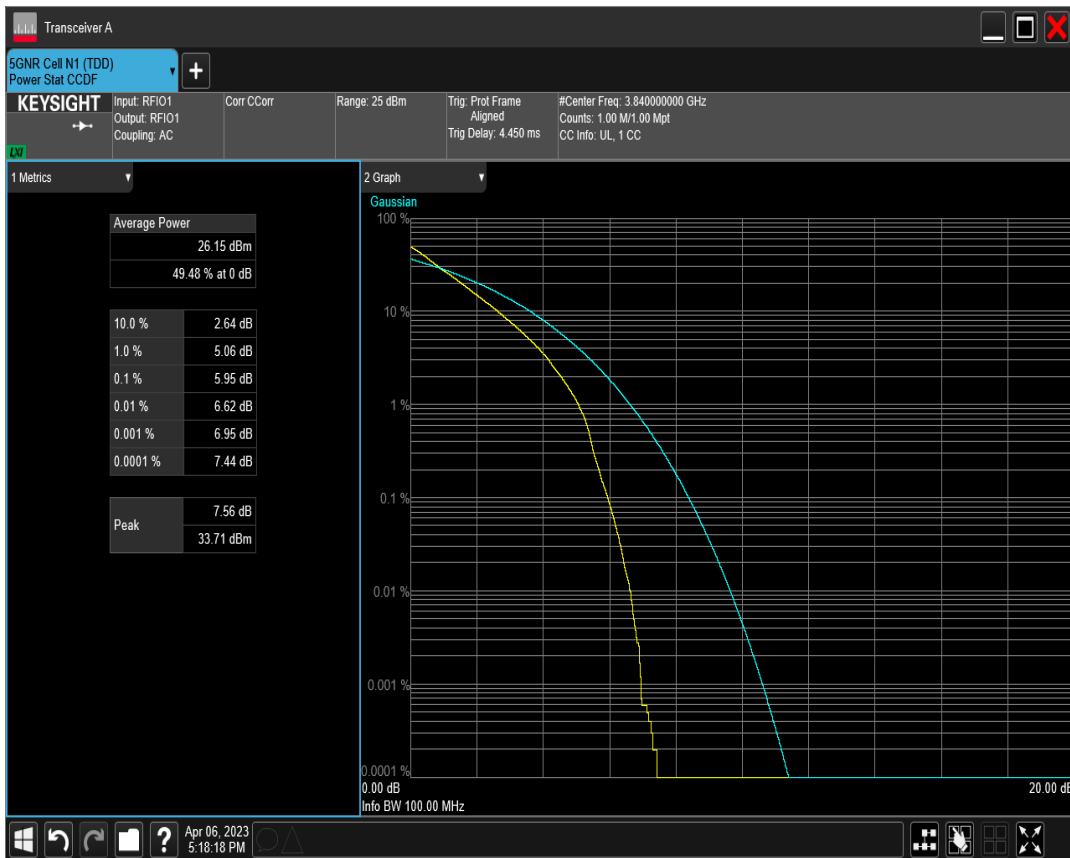 Transceiver A
5GNR Cell N1 (TDD)
Power Stat CCDF
+
KEYSIGHT
LXI
Input: RFIO1
Output: RFIO1
Coupling: AC
Corr CCorr
Range: 25 dBm
Trig: Prot Frame
Aligned
Trig Delay: 4.450 ms
#Center Freq: 3.840000000 GHz
Counts: 1.00 M/1.00 Mpt
CC Info: UL, 1 CC
1 Metrics
Average Power
26.15 dBm
49.48 % at 0 dB
10.0 % 2.64 dB
1.0 % 5.06 dB
0.1 % 5.95 dB
0.01 % 6.62 dB
0.001 % 6.95 dB
0.0001 % 7.44 dB
Peak
7.56 dB
33.71 dBm
2 Graph
Gaussian
100 %
10 %
1 %
0.1 %
0.01 %
0.001 %
0.0001 %
0.00 dB
20.00 dB
Info BW 100.00 MHz
?
Apr 06, 2023
5:18:18 PM